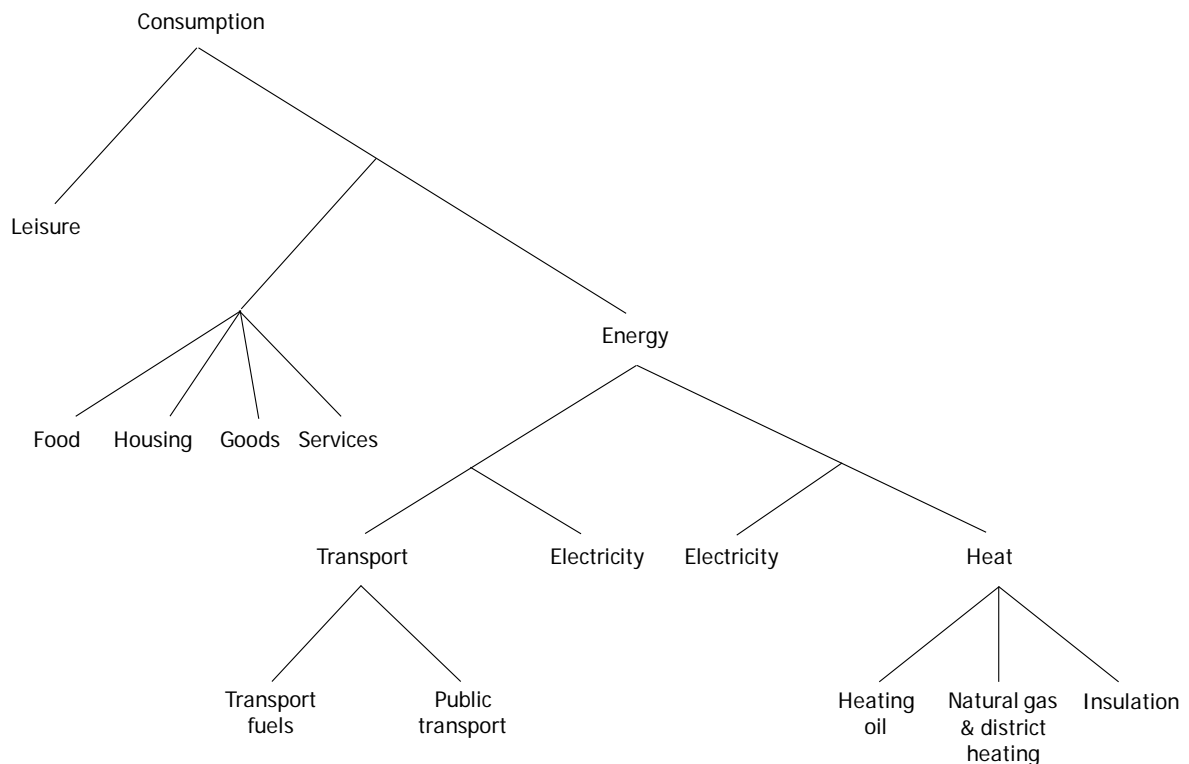 Consumption
Leisure
Energy
Food Housing Goods Services
Transport Electricity Electricity Heat
Transport
fuels
Public
transport
Heating
oil
Natural gas
& district
heating
Insulation